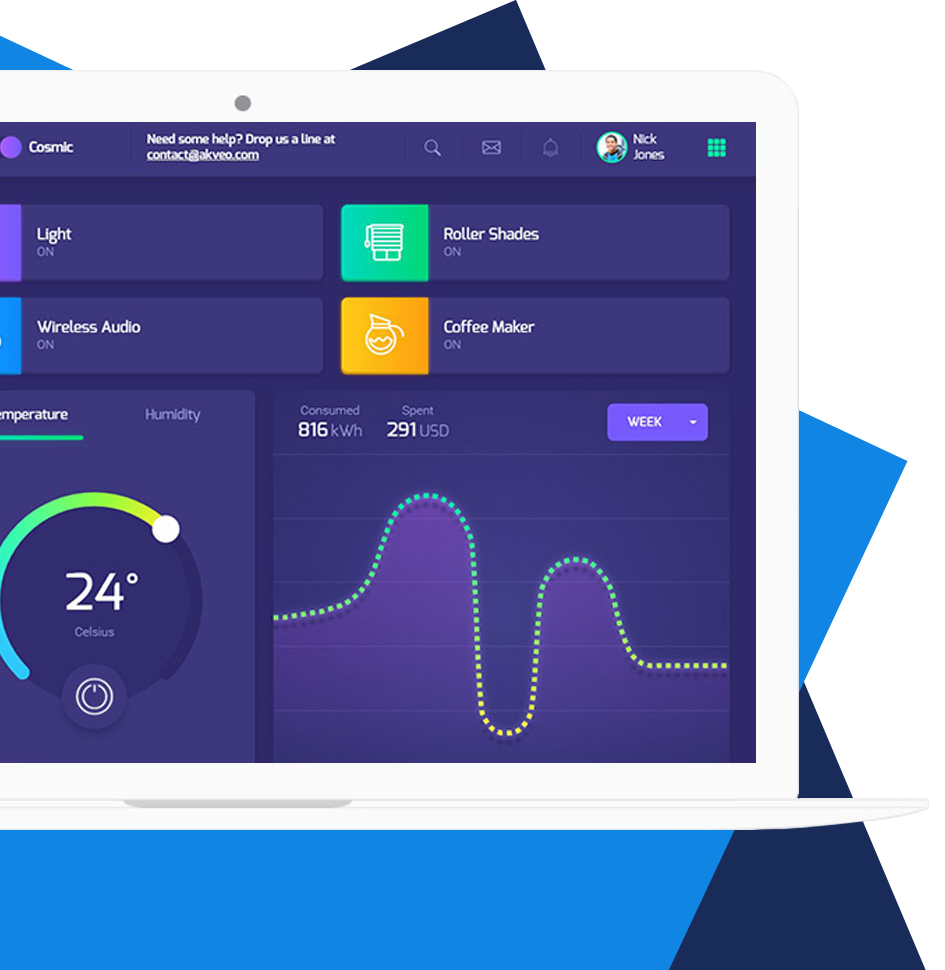 Cosmic
Need some help? Drop us a line at
contact@akveo.com
Nick
Jones
Light
ON
Roller Shades
ON
Wireless Audio
ON
Coffee Maker
ON
emperature
Humidity
Consumed
816 kWh
Spent
291 USD
WEEK
24°
Celsius